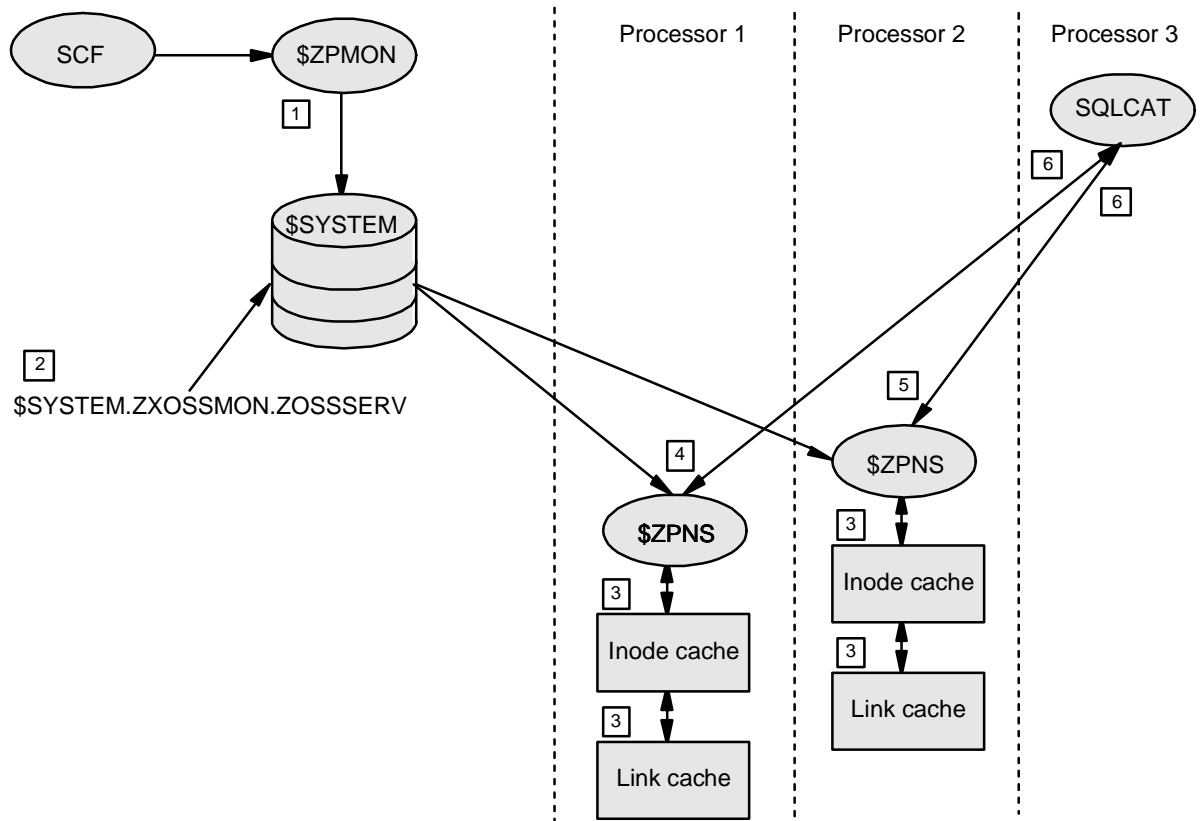 Processor 1
Processor 2
Processor 3
SCF
$ZPMON
1
SQLCAT
6
6
$SYSTEM
2
$SYSTEM.ZXOSSMON.ZOSSSERV
5
4
$ZPNS
$ZPNS
3
Inode cache
3
Inode cache
3
Link cache
3
Link cache